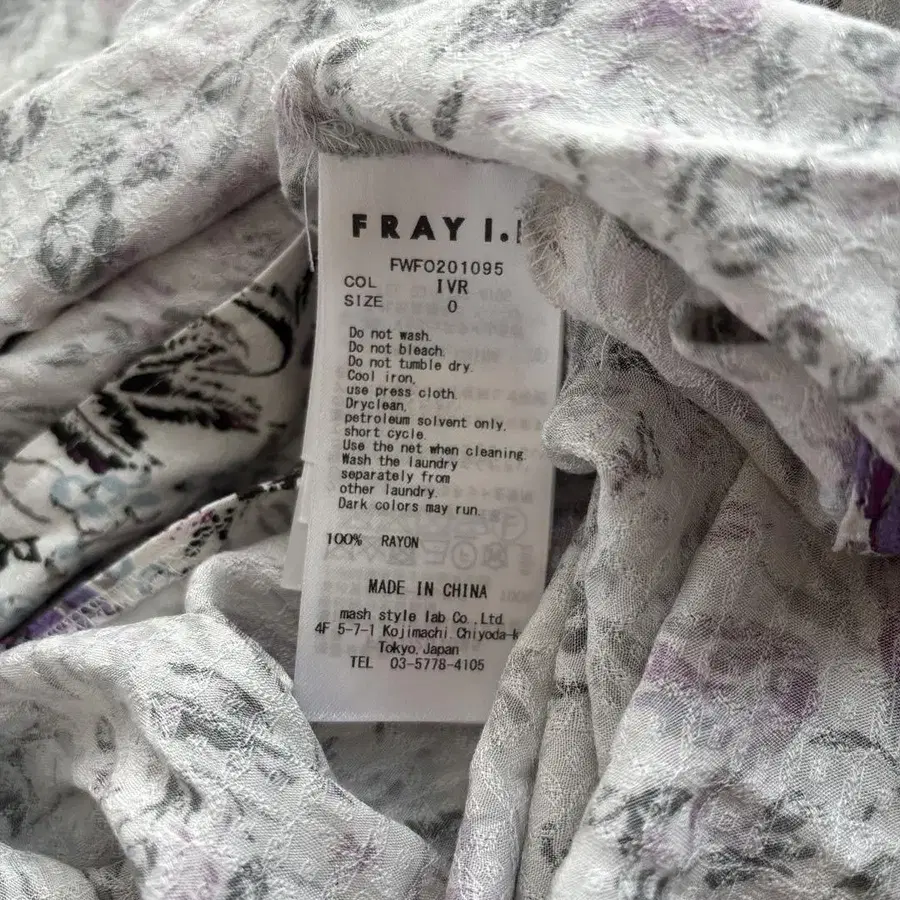 FRAY I.
FWFO201095
COL IVR
SIZE 0
Do not wash.
Do not bleach.
Do not tumble dry.
Cool iron,
use press cloth.
Dryclean,
petroleum solvent only,
short cycle.
Use the net when cleaning.
Wash the laundry
separately from
other laundry.
Dark colors may run.
100% RAYON
MADE IN CHINA
mash style lab Co.,Ltd.
4F 5-7-1 Kojimachi, Chiyoda-k
Tokyo, Japan
TEL 03-5778-4105